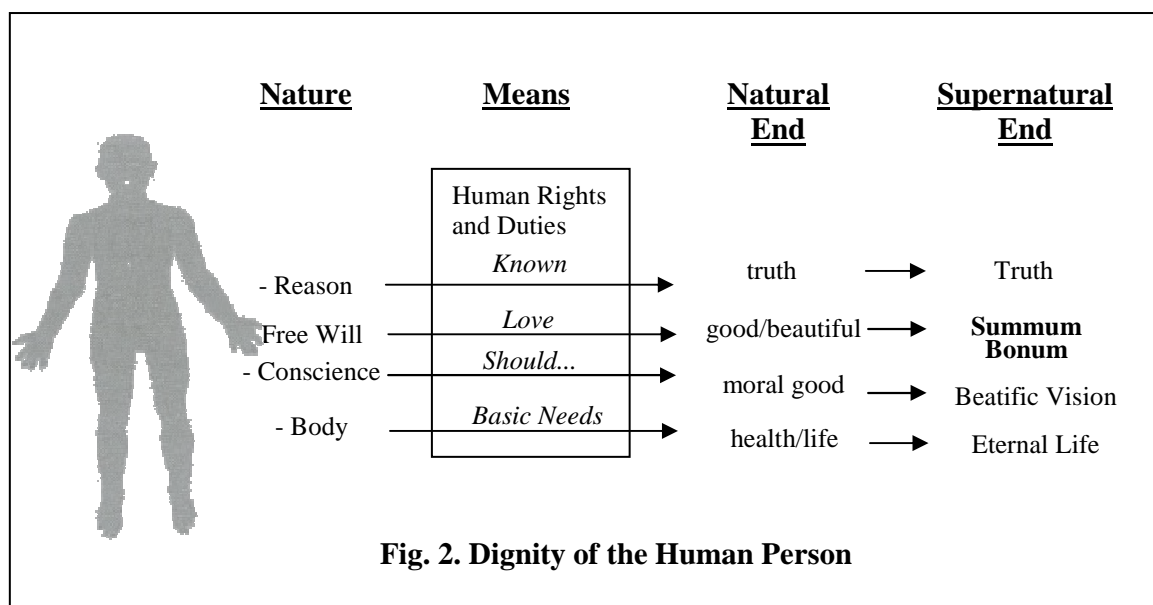 Nature Means Natural Supernatural
End End
Human Rights
and Duties
- Reason Known truth Truth
Free Will Love good/beautiful Summum
Bonum
- Conscience Should... moral good Beatific Vision
- Body Basic Needs health/life Eternal Life
Fig. 2. Dignity of the Human Person